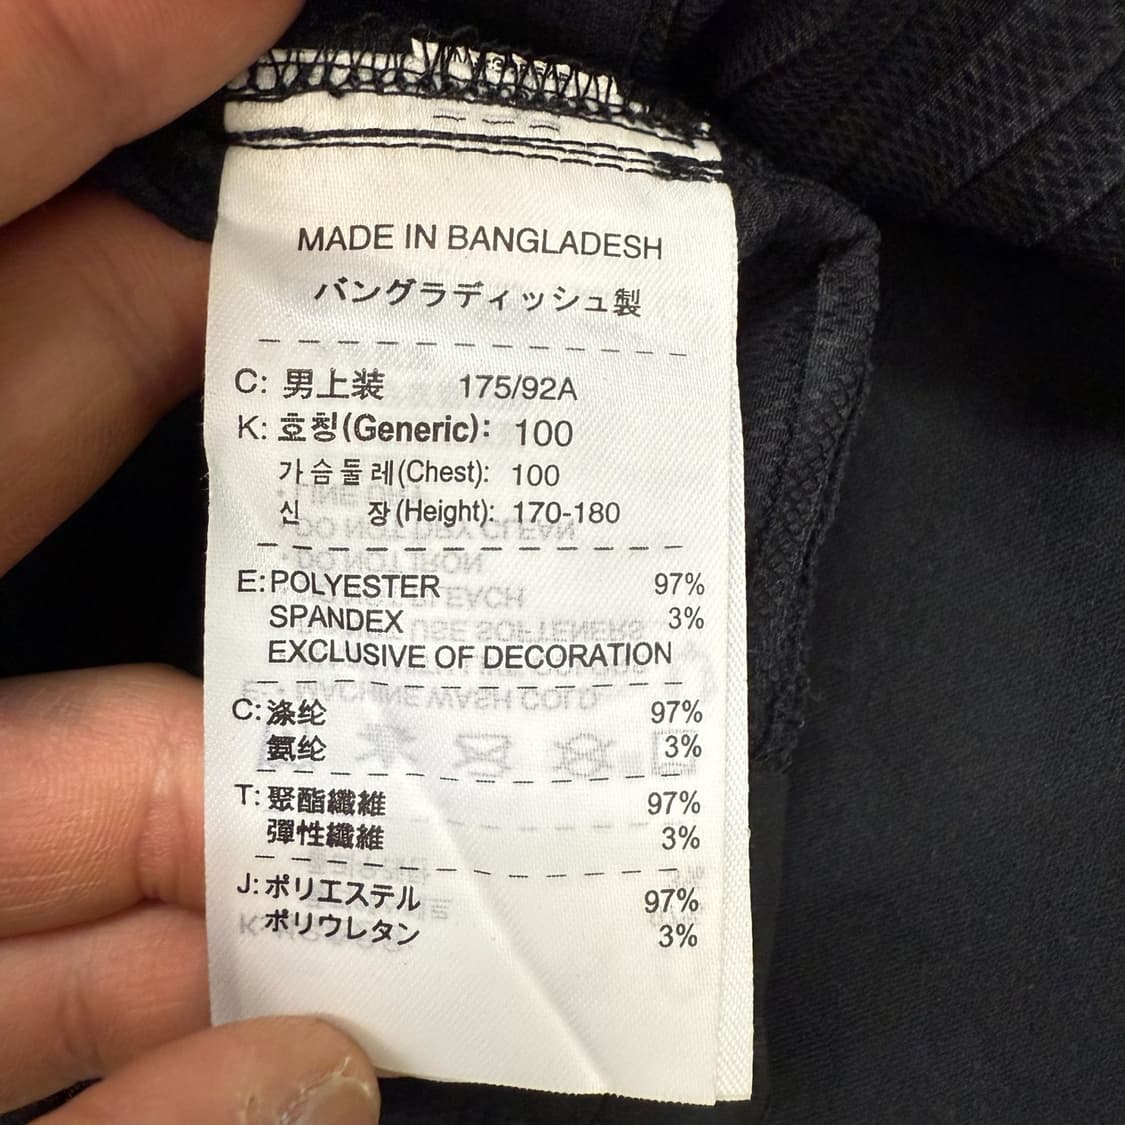 MADE IN BANGLADESH
バングラディッシュ製
C: 男上装 175/92A
K: 호칭(Generic): 100
가슴둘레(Chest): 100
신 장(Height): 170-180
E: POLYESTER 97%
SPANDEX 3%
EXCLUSIVE OF DECORATION
C: 涤纶 97%
氨纶 3%
T: 聚酯纖維 97%
彈性纖維 3%
J: ポリエステル 97%
ポリウレタン 3%